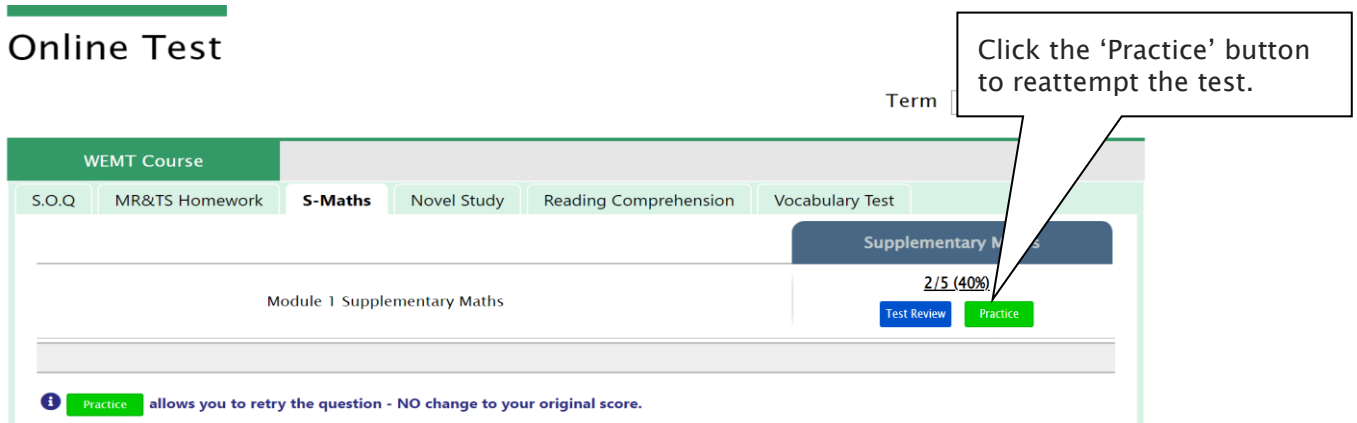 Online Test
Click the ‘Practice’ button
to reattempt the test.
Term
WEMT Course
S.O.Q MR&TS Homework S-Maths Novel Study Reading Comprehension Vocabulary Test
Supplementary
Module 1 Supplementary Maths
2/5 (40%)
Test Review Practice
Practice allows you to retry the question - NO change to your original score.